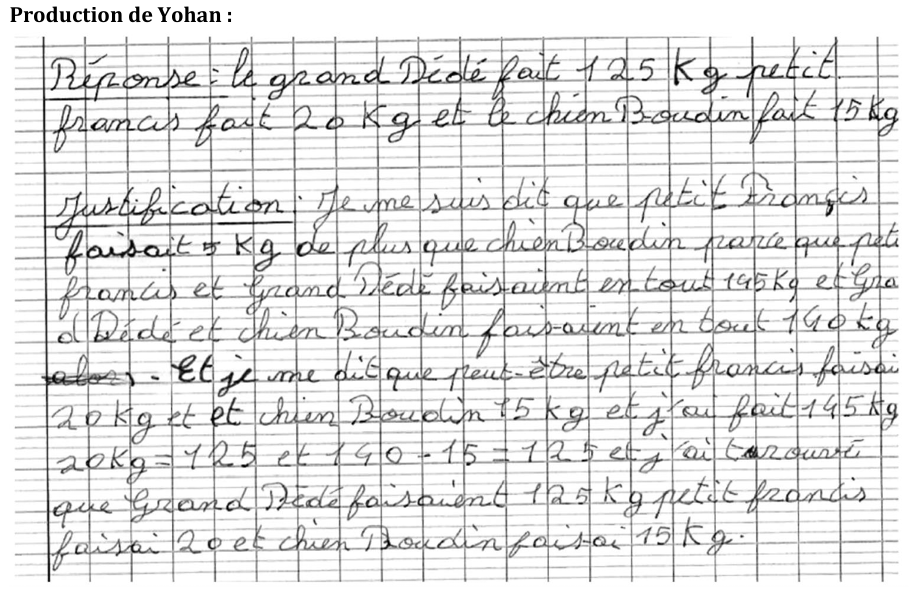 Production de Yohan :
Réponse : le grand Dédé fait 125 Kg petit
francis fait 20 Kg et le chien Boudin fait 15 Kg
Justification : Je me suis dit que petit Françis
faisait 5 Kg de plus que chien Boudin parce que peti
francis et Grand Dédé faisaient en tout 145 Kg et Gra
d Dédé et chien Boudin faisaient en tout 140 kg
alors. Et je me dit que peut-être petit francis faisai
20 Kg et et chien Boudin 15 kg et j'ai fait 145 Kg
20 Kg = 125 et 140 - 15 = 125 et j'ai trouvé
que Grand Dédé faisaient 125 Kg petit francis
faisai 20 et chien Boudin faisai 15 Kg.